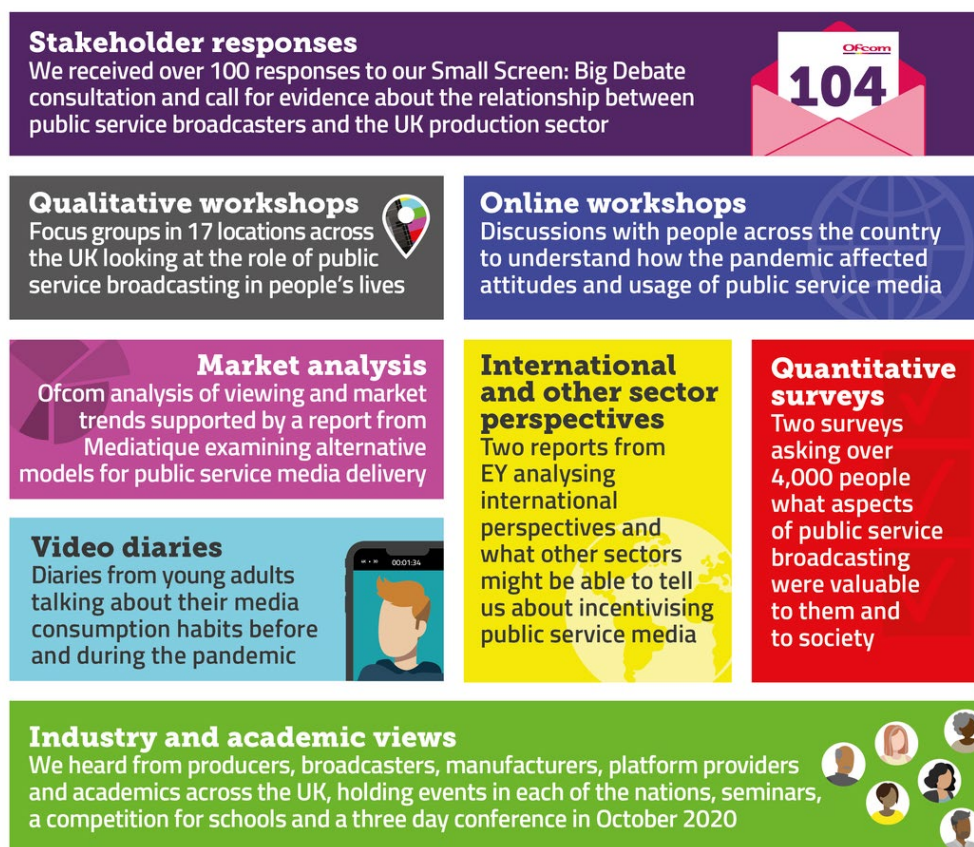 Stakeholder responses
We received over 100 responses to our Small Screen: Big Debate
consultation and call for evidence about the relationship between
public service broadcasters and the UK production sector
Ofcom
104
Qualitative workshops
Focus groups in 17 locations across
the UK looking at the role of public
service broadcasting in people's lives
Online workshops
Discussions with people across the country
to understand how the pandemic affected
attitudes and usage of public service media
Market analysis
Ofcom analysis of viewing and market
trends supported by a report from
Mediatique examining alternative
models for public service media delivery
International
and other sector
perspectives
Two reports from
EY analysing
international
perspectives and
what other sectors
might be able to tell
us about incentivising
public service media
Quantitative
surveys
Two surveys
asking over
4,000 people
what aspects
of public service
broadcasting
were valuable
to them and
to society
Video diaries
Diaries from young adults
talking about their media
consumption habits before
and during the pandemic
00:01:34
Industry and academic views
We heard from producers, broadcasters, manufacturers, platform providers
and academics across the UK, holding events in each of the nations, seminars,
a competition for schools and a three day conference in October 2020